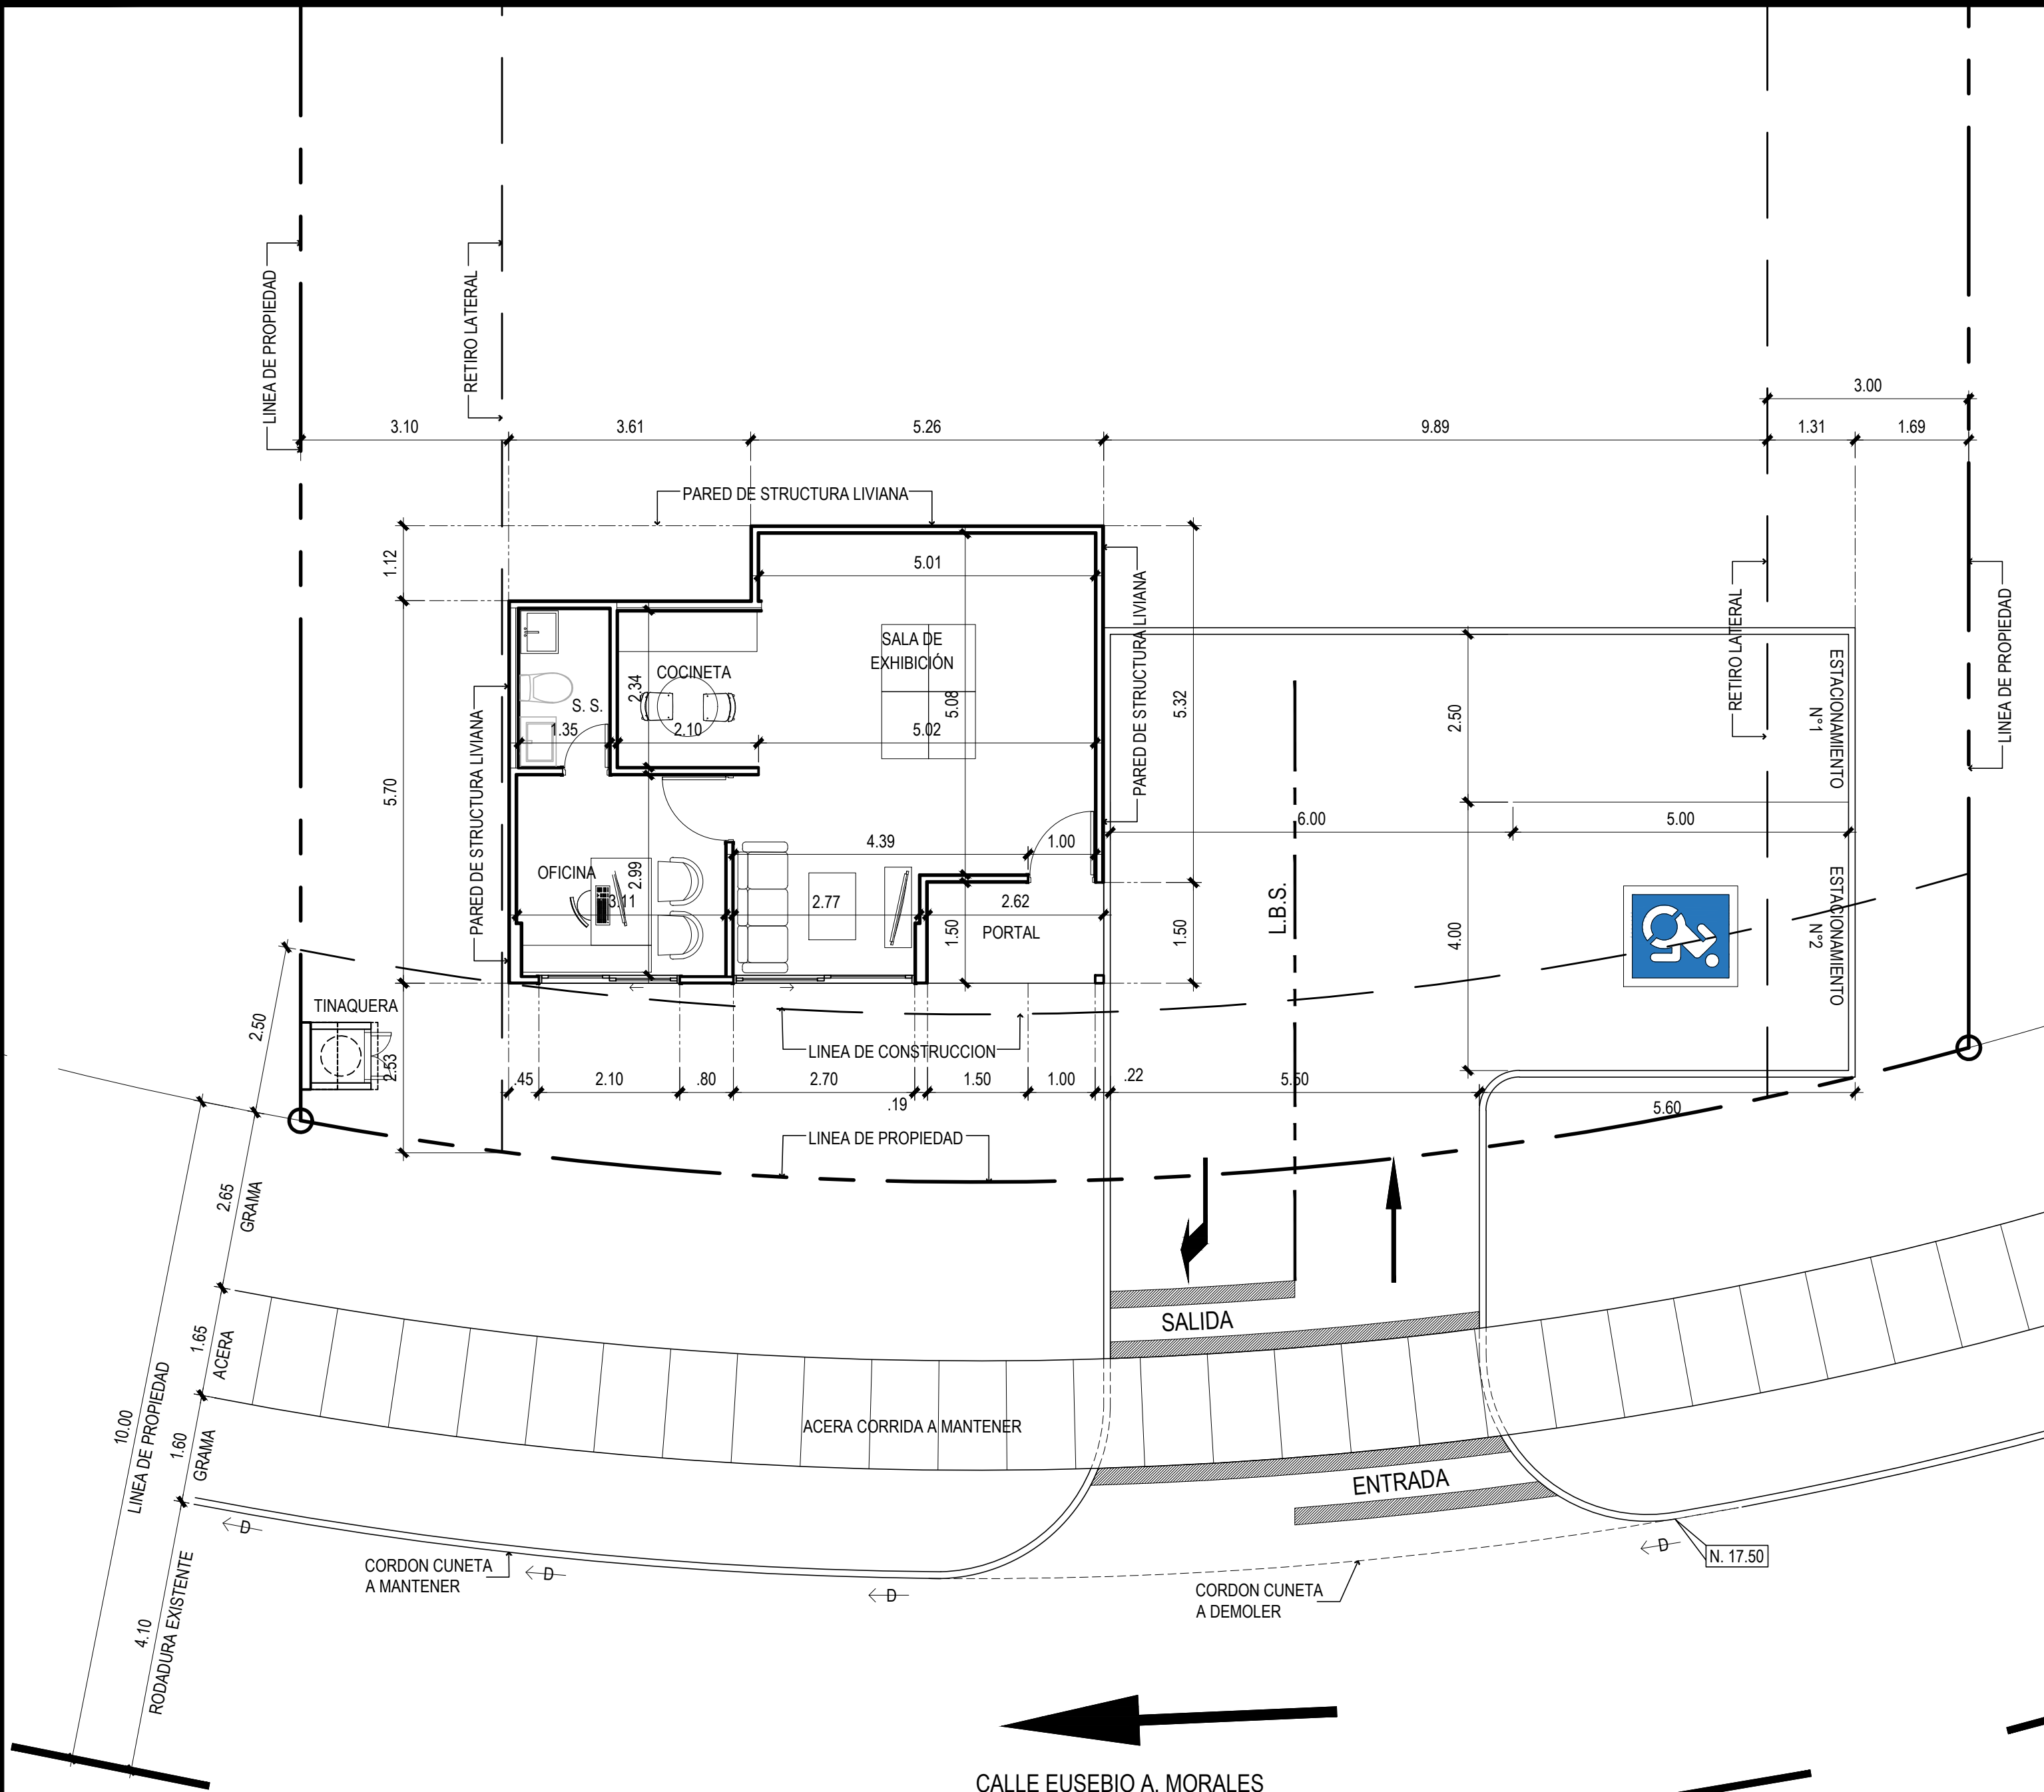 3.00
3.10
3.61
5.26
9.89
1.31
1.69
LINEA DE PROPIEDAD
RETIRO LATERAL
PARED DE STRUCTURA LIVIANA
1.12
5.01
PARED DE STRUCTURA LIVIANA
RETIRO LATERAL
LINEA DE PROPIEDAD
SALA DE
EXHIBICIÓN
COCINETA
2.34
S. S.
1.35
2.10
5.08
5.02
5.32
2.50
ESTACIONAMIENTO
N°1
5.70
PARED DE STRUCTURA LIVIANA
6.00
5.00
4.39
1.00
OFICINA
2.99
3.11
2.77
2.62
1.50
PORTAL
1.50
L.B.S.
4.00
ESTACIONAMIENTO
N°2
TINAQUERA
2.50
2.53
LINEA DE CONSTRUCCION
.45
2.10
.80
2.70
.19
1.50
1.00
.22
5.50
5.60
LINEA DE PROPIEDAD
2.65
GRAMA
SALIDA
1.65
ACERA
10.00
LINEA DE PROPIEDAD
1.60
GRAMA
ACERA CORRIDA A MANTENER
ENTRADA
D
D
D
D
N. 17.50
CORDON CUNETA
A MANTENER
CORDON CUNETA
A DEMOLER
4.10
RODADURA EXISTENTE
CALLE EUSEBIO A. MORALES